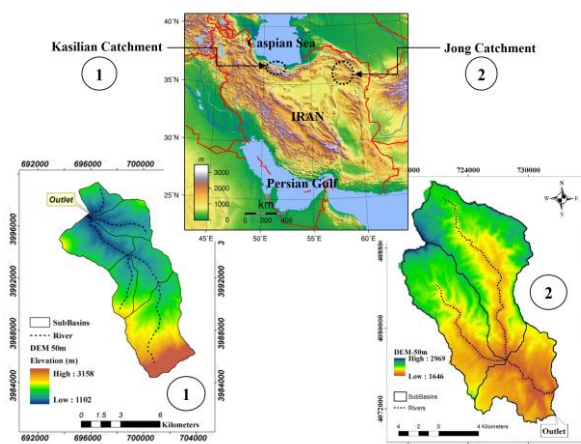 Kasilian Catchment
1
Jong Catchment
2
40°N
35°N
30°N
25°N
45°E
50°E
55°E
60°E
Caspian Sea
IRAN
Persian Gulf
m
3000
2000
1000
0
km
0 200 400
692000 696000 700000
Outlet
3996000
3992000
3988000
3984000
SubBasins
River
DEM 50m
Elevation (m)
High : 3158
Low : 1102
1
0 1.5 3 6
Kilometers
692000 696000 700000 704000
3
724000 730000
N
W E
S
4080000
4072000
2
DEM-50m
High : 2969
Low : 1646
SubBasins
Rivers
4 2 0 4 Kilometers
Outlet